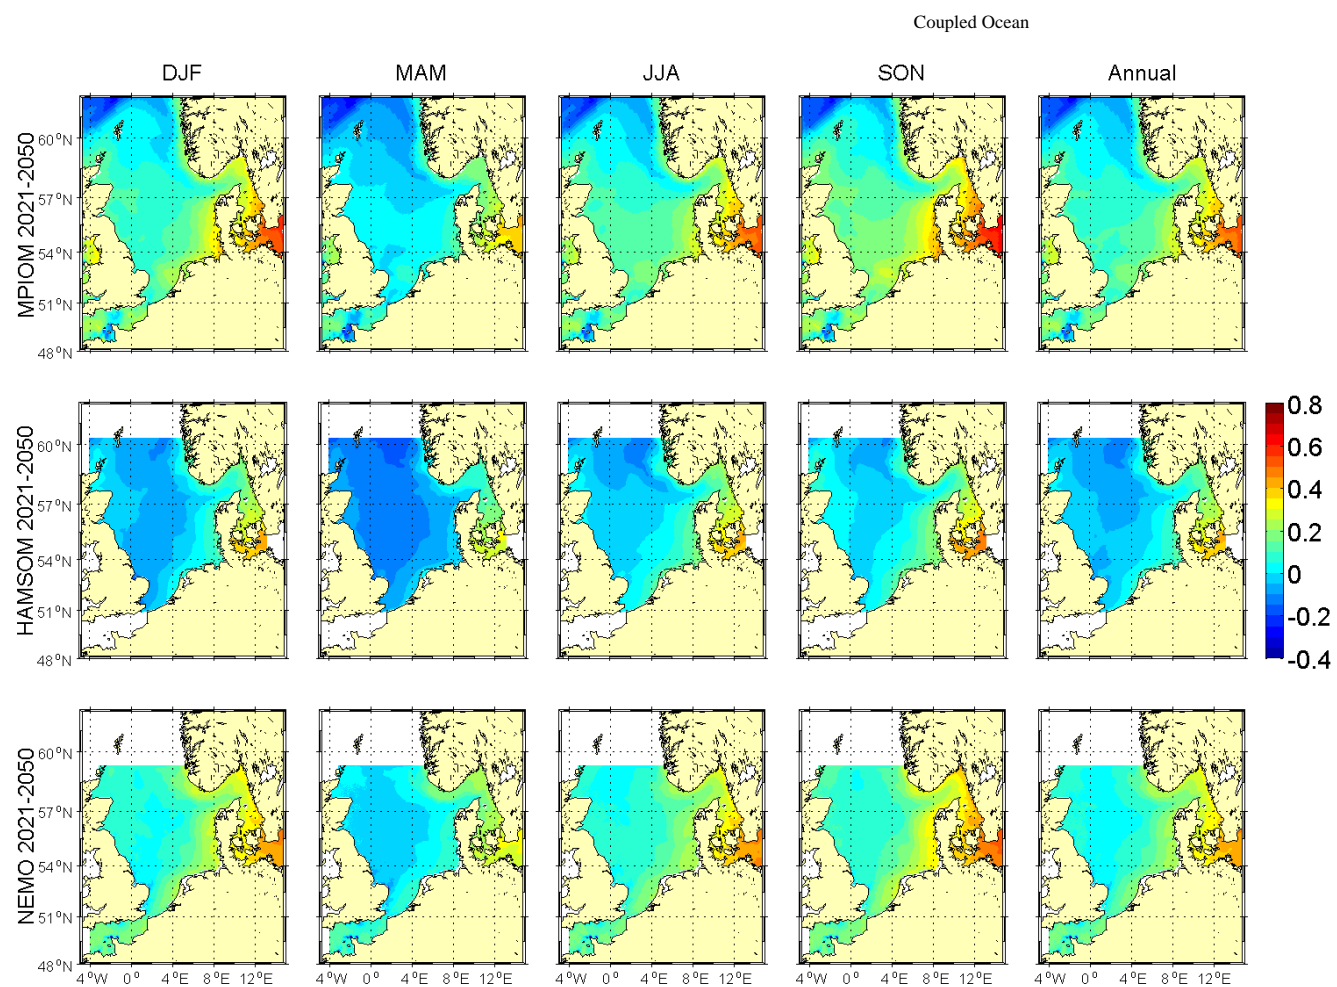 Coupled Ocean
DJF MAM JJA SON Annual
MPIOM 2021-2050
60°N
57°N
54°N
51°N
48°N
HAMSOM 2021-2050
60°N
57°N
54°N
51°N
48°N
0.8
0.6
0.4
0.2
0
-0.2
-0.4
NEMO 2021-2050
60°N
57°N
54°N
51°N
48°N
4°W 0° 4°E 8°E 12°E 4°W 0° 4°E 8°E 12°E 4°W 0° 4°E 8°E 12°E 4°W 0° 4°E 8°E 12°E 4°W 0° 4°E 8°E 12°E